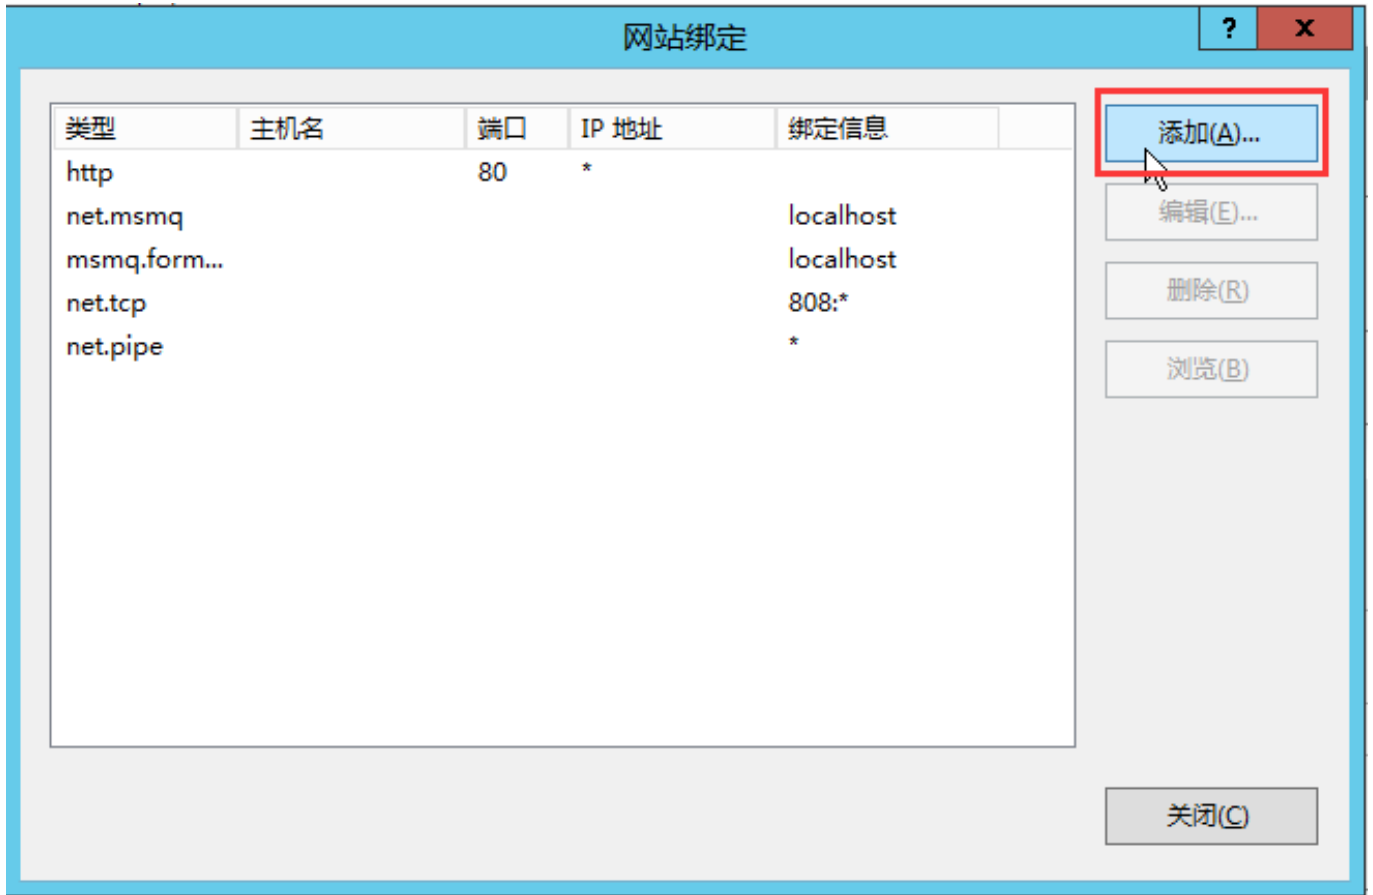 网站绑定
? x
类型 主机名 端口 IP 地址 绑定信息
http 80 *
net.msmq localhost
msmq.form... localhost
net.tcp 808:*
net.pipe *
添加(A)...
编辑(E)...
删除(R)
浏览(B)
关闭(C)